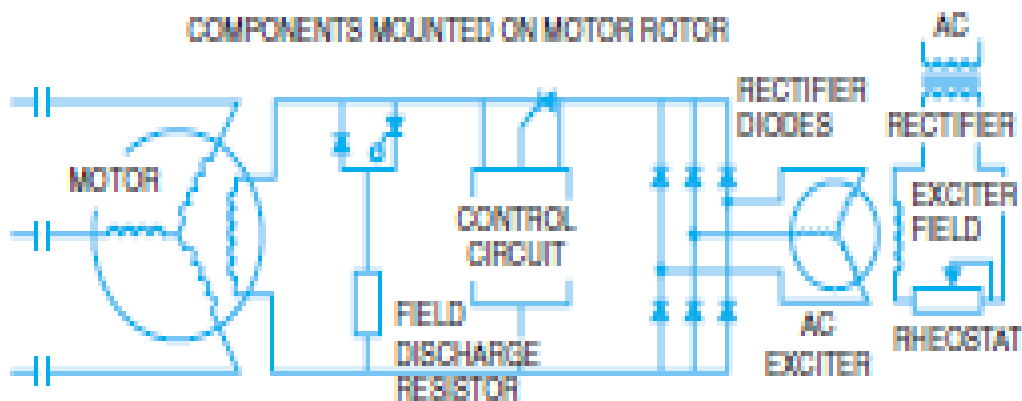 COMPONENTS MOUNTED ON MOTOR ROTOR
AC
RECTIFIER
DIODES
RECTIFIER
MOTOR
CONTROL
CIRCUIT
EXCITER
FIELD
FIELD
DISCHARGE
RESISTOR
AC
EXCITER
RHEOSTAT